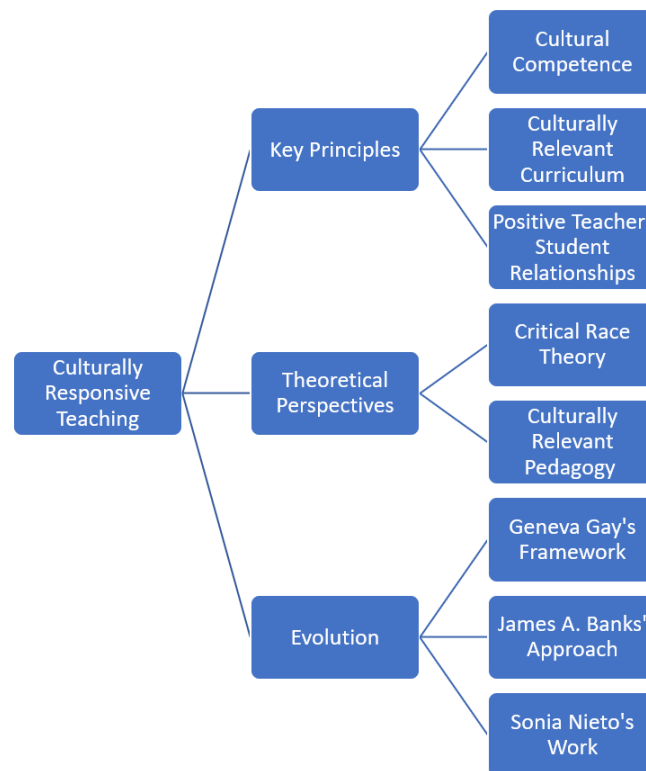 Culturally
Responsive
Teaching
Key Principles
Cultural
Competence
Culturally
Relevant
Curriculum
Positive Teacher
Student
Relationships
Theoretical
Perspectives
Critical Race
Theory
Culturally
Relevant
Pedagogy
Evolution
Geneva Gay's
Framework
James A. Banks'
Approach
Sonia Nieto's
Work